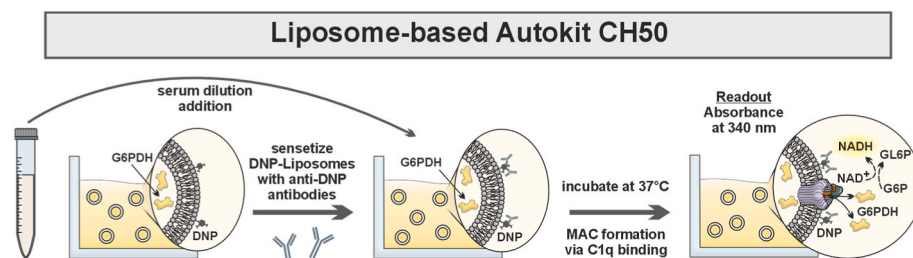 Liposome-based Autokit CH50
serum dilution
addition
G6PDH
DNP
sensetize
DNP-Liposomes
with anti-DNP
antibodies
G6PDH
DNP
incubate at 37°C
MAC formation
via C1q binding
Readout
Absorbance
at 340 nm
NADH
GL6P
NAD+
G6P
G6PDH
DNP